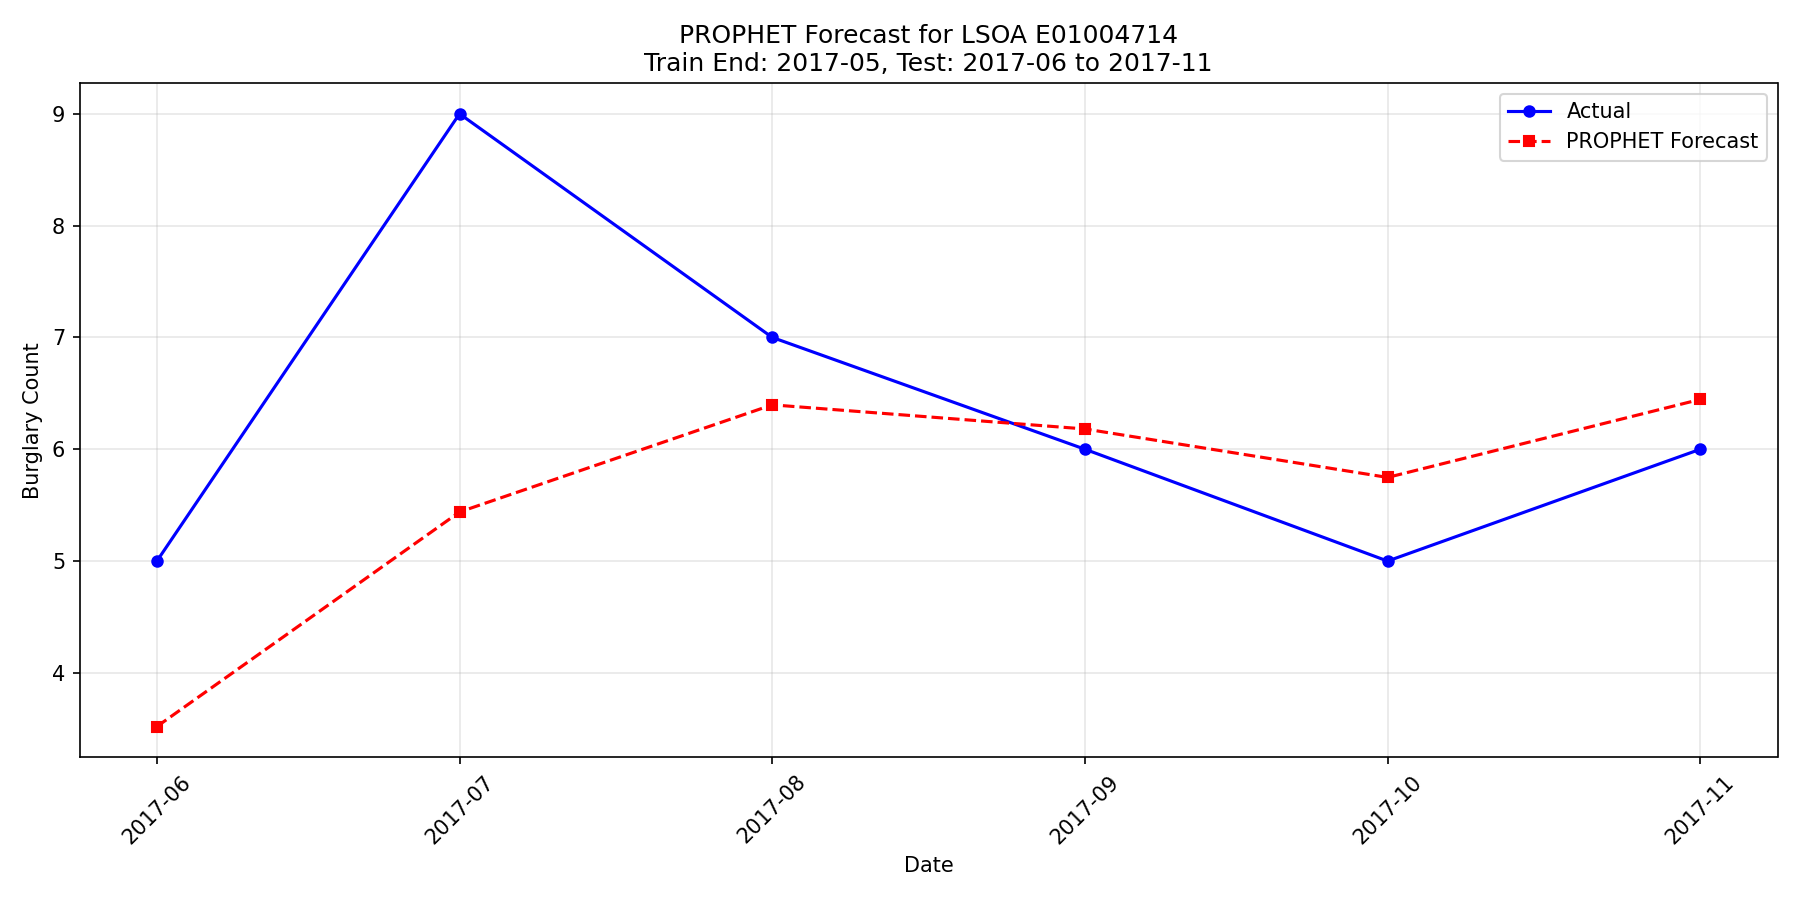 PROPHET Forecast for LSOA E01004714
Train End: 2017-05, Test: 2017-06 to 2017-11
Actual
PROPHET Forecast
Burglary Count
9
8
7
6
5
4
2017-06
2017-07
2017-08
2017-09
2017-10
2017-11
Date